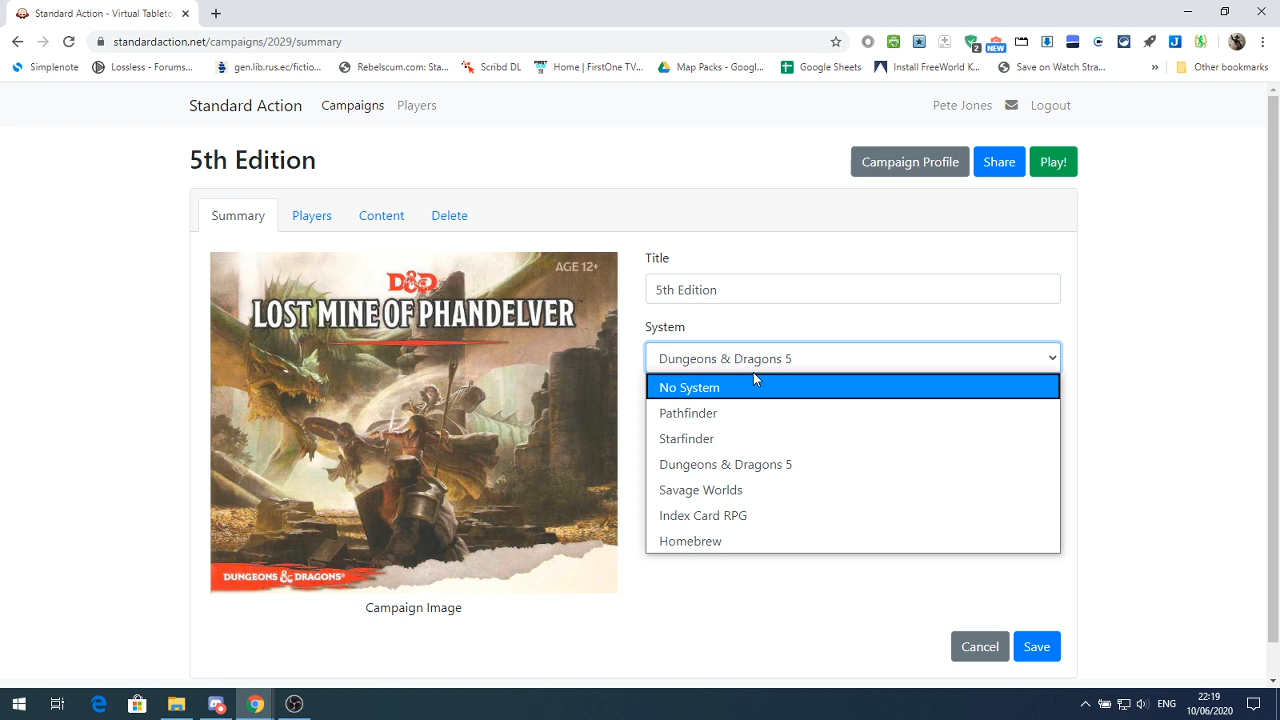 Standard Action - Virtual Tableto
standardaction.net/campaigns/2029/summary
2
NEW
Simplenote
Lossless - Forums...
gen.lib.rus.ec/fictio...
Rebelscum.com: Sta...
Scribd DL
Home | FirstOne TV...
Map Packs - Googl...
Google Sheets
Install FreeWorld K...
Save on Watch Stra...
»
Other bookmarks
Standard Action
Campaigns
Players
Pete Jones
Logout
5th Edition
Campaign Profile
Share
Play!
Summary
Players
Content
Delete
AGE 12+
D&D
LOST MINE OF PHANDELVER
DUNGEONS & DRAGONS®
Campaign Image
Title
5th Edition
System
Dungeons & Dragons 5
No System
Pathfinder
Starfinder
Dungeons & Dragons 5
Savage Worlds
Index Card RPG
Homebrew
Cancel
Save
ENG
22:19
10/06/2020